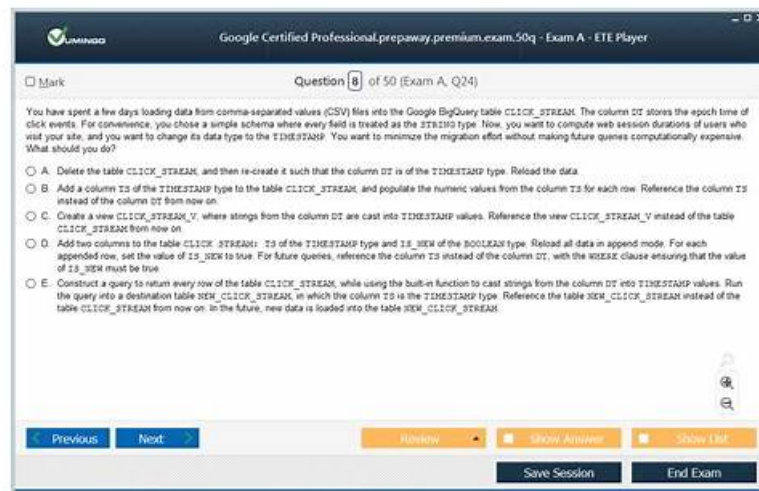 VUMINGO
Google Certified Professional.prepaway.premium.exam.50q - Exam A - ETE Player
Mark
Question 8 of 50 (Exam A, Q24)
You have spent a few days loading data from comma-separated values (CSV) files into the Google BigQuery table CLICK_STREAM. The column DT stores the epoch time of
click events. For convenience, you chose a simple schema where every field is treated as the STRING type. Now, you want to compute web session durations of users who
visit your site, and you want to change its data type to the TIMESTAMP. You want to minimize the migration effort without making future queries computationally expensive.
What should you do?
A. Delete the table CLICK_STREAM, and then re-create it such that the column DT is of the TIMESTAMP type. Reload the data.
B. Add a column TS of the TIMESTAMP type to the table CLICK_STREAM, and populate the numeric values from the column TS for each row. Reference the column TS
instead of the column DT from now on.
C. Create a view CLICK_STREAM_V, where strings from the column DT are cast into TIMESTAMP values. Reference the view CLICK_STREAM_V instead of the table
CLICK_STREAM from now on.
D. Add two columns to the table CLICK STREAM: TS of the TIMESTAMP type and IS_NEW of the BOOLEAN type. Reload all data in append mode. For each
appended row, set the value of IS_NEW to true. For future queries, reference the column TS instead of the column DT, with the WHERE clause ensuring that the value
of IS_NEW must be true.
E. Construct a query to return every row of the table CLICK_STREAM, while using the built-in function to cast strings from the column DT into TIMESTAMP values. Run
the query into a destination table NEW_CLICK_STREAM, in which the column TS is the TIMESTAMP type. Reference the table NEW_CLICK_STREAM instead of the
table CLICK_STREAM from now on. In the future, new data is loaded into the table NEW_CLICK_STREAM.
Previous
Next
Review
Show Answer
Show List
Save Session
End Exam